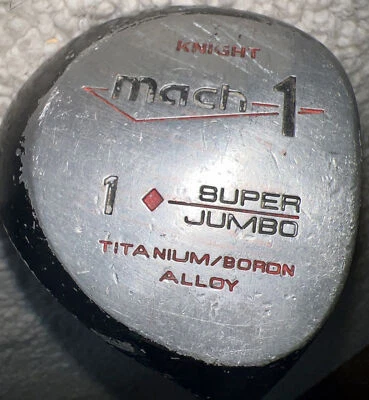 KNIGHT
mach 1
1 SUPER
JUMBO
TITANIUM/BORON
ALLOY